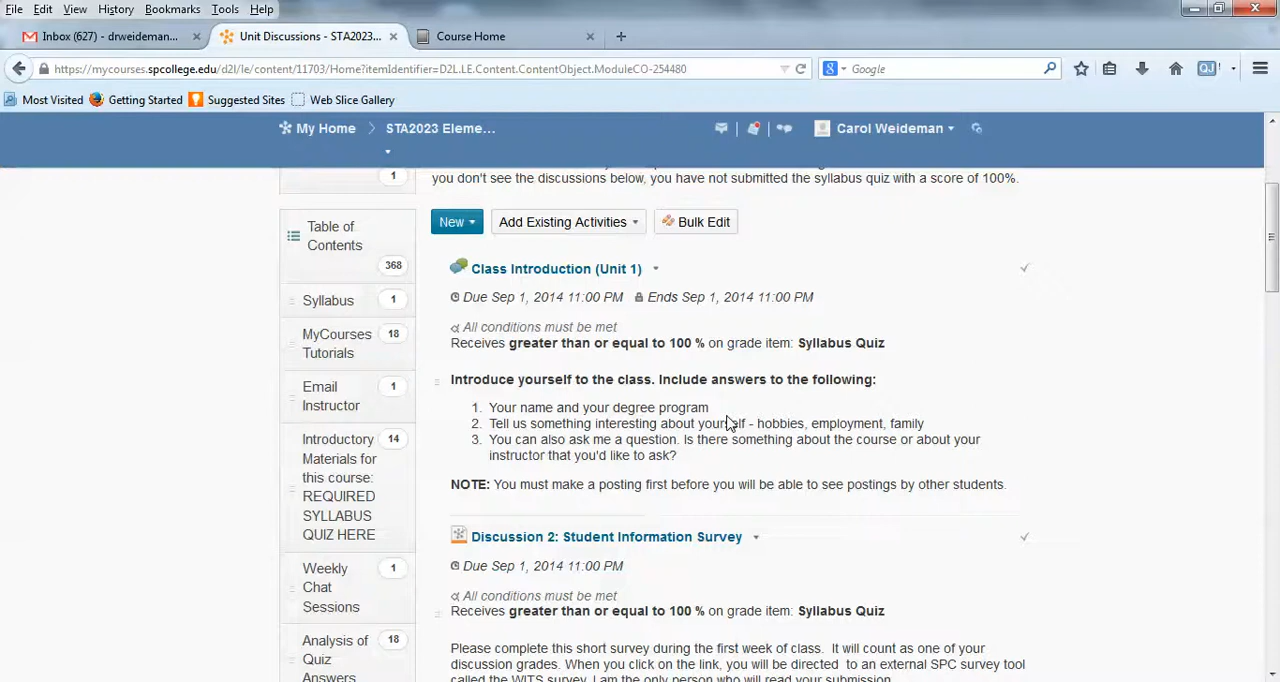 File Edit View History Bookmarks Tools Help
Inbox (627) - drweideman... × Unit Discussions - STA2023... × Course Home × +
https://mycourses.spcollege.edu/d2l/le/content/11703/Home?itemIdentifier=D2L.LE.Content.ContentObject.ModuleCO-254480 Google
Most Visited Getting Started Suggested Sites Web Slice Gallery
My Home STA2023 Eleme... Carol Weideman
1
you don't see the discussions below, you have not submitted the syllabus quiz with a score of 100%.
New Add Existing Activities Bulk Edit
Table of
Contents
368
Syllabus 1
MyCourses 18
Tutorials
Email 1
Instructor
Introductory 14
Materials for
this course:
REQUIRED
SYLLABUS
QUIZ HERE
Weekly 1
Chat
Sessions
Analysis of 18
Quiz
Answers
Class Introduction (Unit 1)
Due Sep 1, 2014 11:00 PM Ends Sep 1, 2014 11:00 PM
All conditions must be met
Receives greater than or equal to 100 % on grade item: Syllabus Quiz
Introduce yourself to the class. Include answers to the following:
1. Your name and your degree program
2. Tell us something interesting about yourself - hobbies, employment, family
3. You can also ask me a question. Is there something about the course or about your
instructor that you'd like to ask?
NOTE: You must make a posting first before you will be able to see postings by other students.
Discussion 2: Student Information Survey
Due Sep 1, 2014 11:00 PM
All conditions must be met
Receives greater than or equal to 100 % on grade item: Syllabus Quiz
Please complete this short survey during the first week of class. It will count as one of your
discussion grades. When you click on the link, you will be directed to an external SPC survey tool
called the WITS survey. I am the only person who will read your submission.